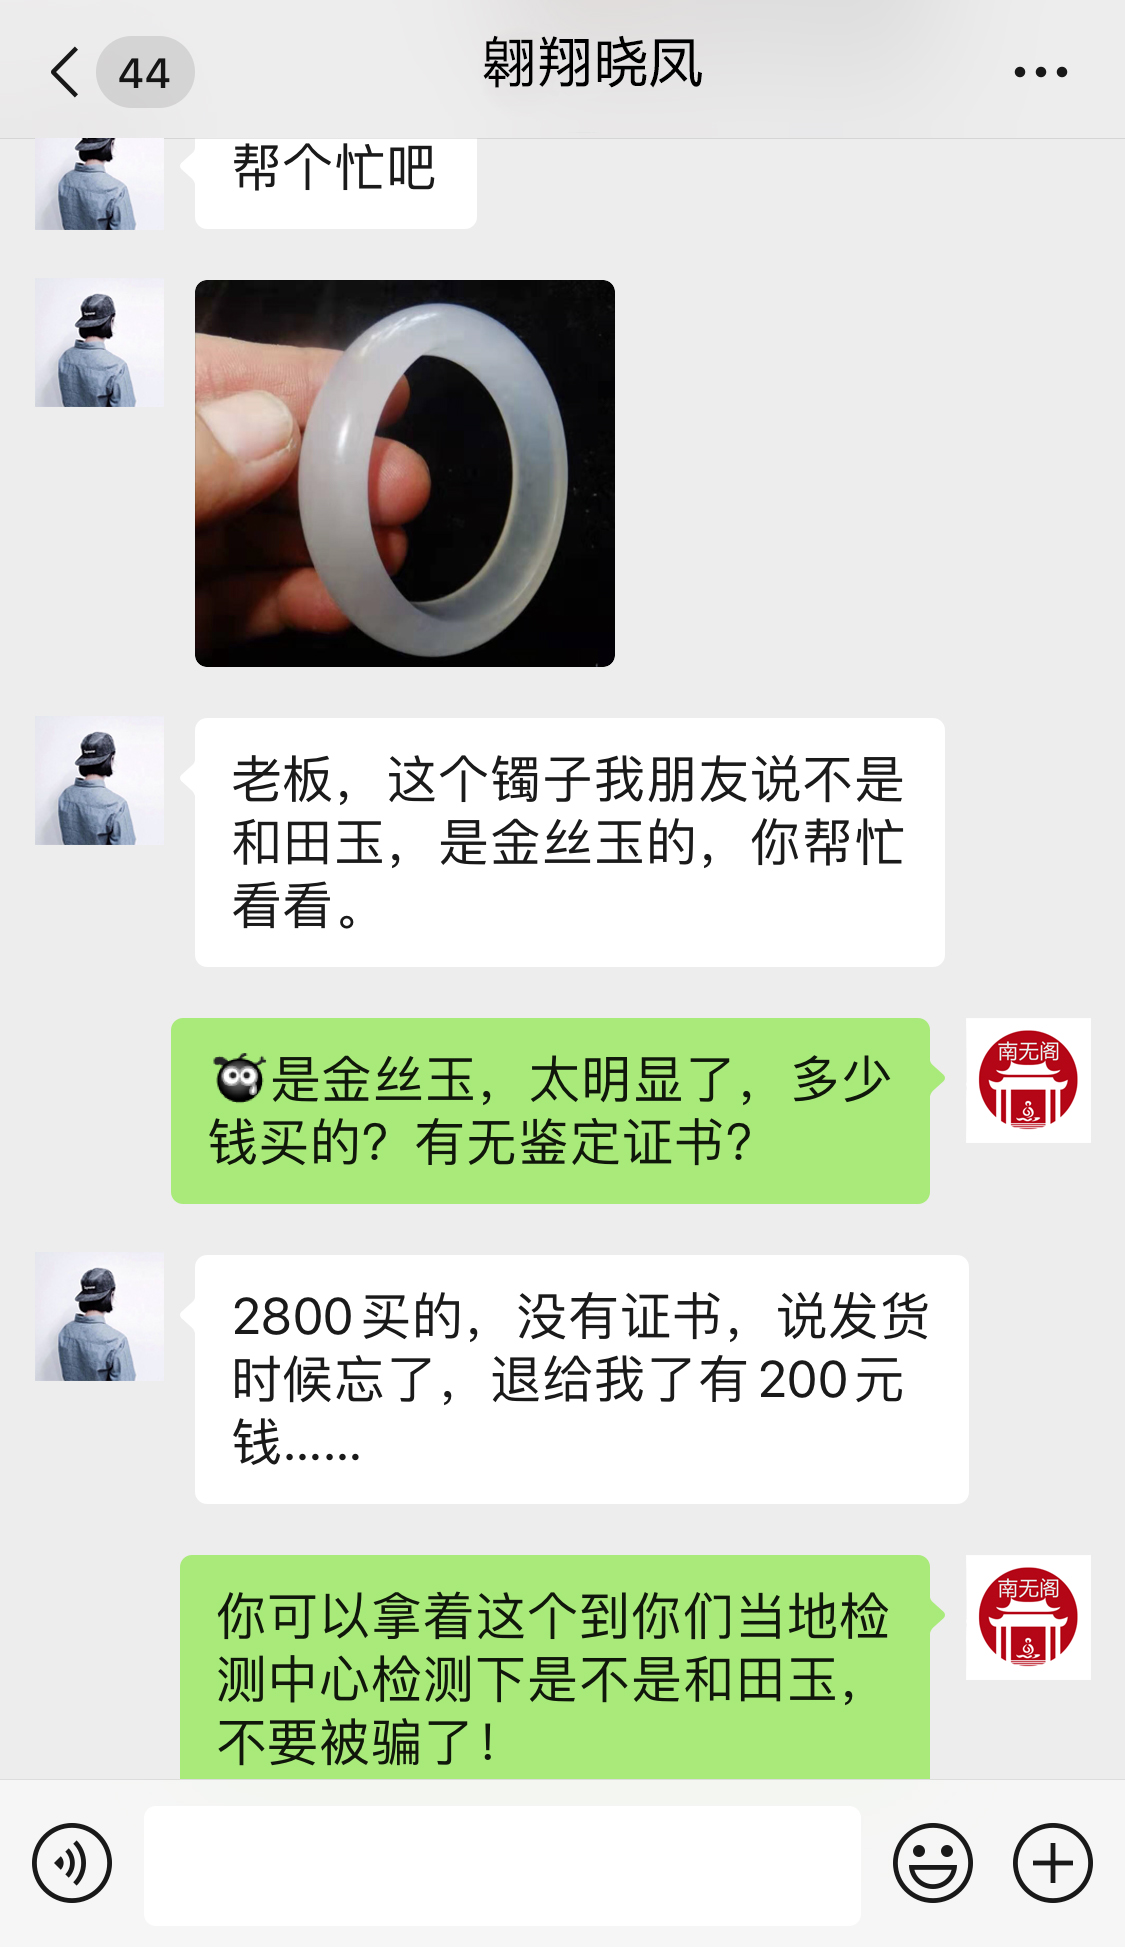 44
翱翔晓凤
帮个忙吧
老板，这个镯子我朋友说不是
和田玉，是金丝玉的，你帮忙
看看。
是金丝玉，太明显了，多少
钱买的？有无鉴定证书？
南无阁
2800买的，没有证书，说发货
时候忘了，退给我了有200元
钱……
你可以拿着这个到你们当地检
测中心检测下是不是和田玉，
不要被骗了！
南无阁